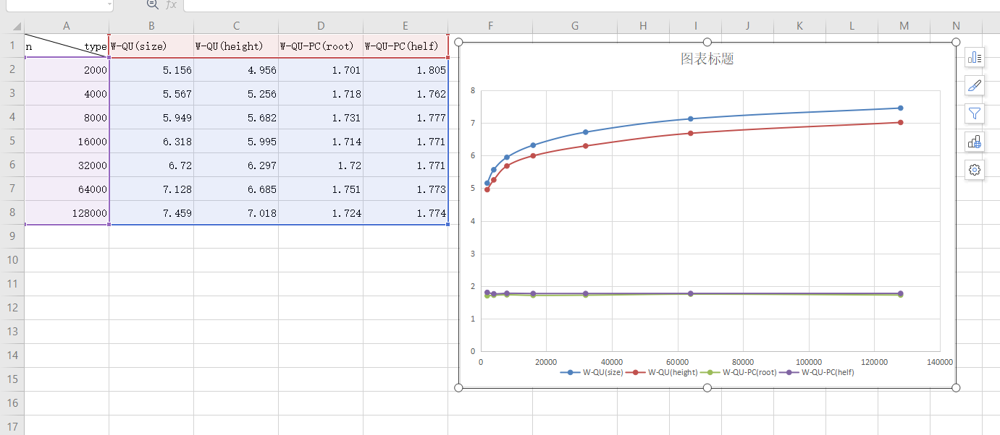 fx
A B C D E F G H I J K L M N
1 n type W-QU(size) W-QU(height) W-QU-PC(root) W-QU-PC(helf)
2 2000 5.156 4.956 1.701 1.805
3 4000 5.567 5.256 1.718 1.762
4 8000 5.949 5.682 1.731 1.777
5 16000 6.318 5.995 1.714 1.771
6 32000 6.72 6.297 1.72 1.771
7 64000 7.128 6.685 1.751 1.773
8 128000 7.459 7.018 1.724 1.774
9
10
11
12
13
14
15
16
17
图表标题
8
7
6
5
4
3
2
1
0
0 20000 40000 60000 80000 100000 120000 140000
W-QU(size) W-QU(height) W-QU-PC(root) W-QU-PC(helf)